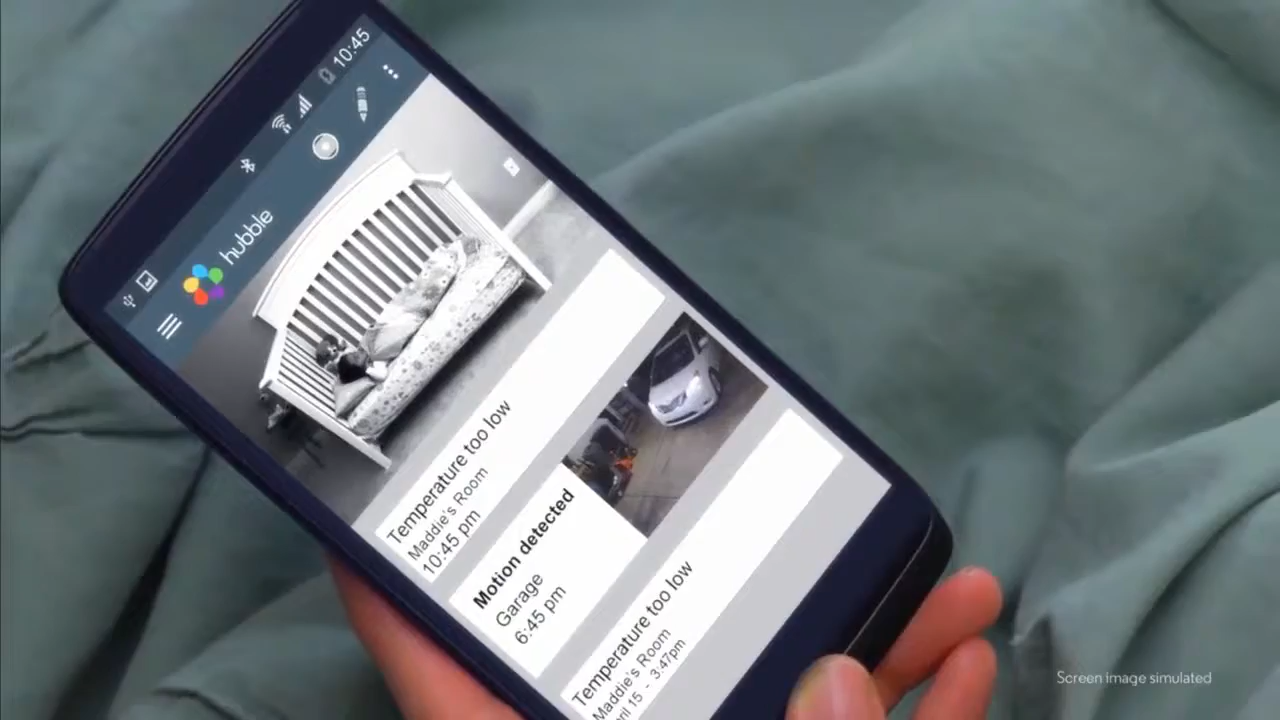 10:45
hubble
Temperature too low
Maddie's Room
10:45 pm
Motion detected
Garage
6:45 pm
Temperature too low
Maddie's Room
15 - 3:47pm
Screen image simulated